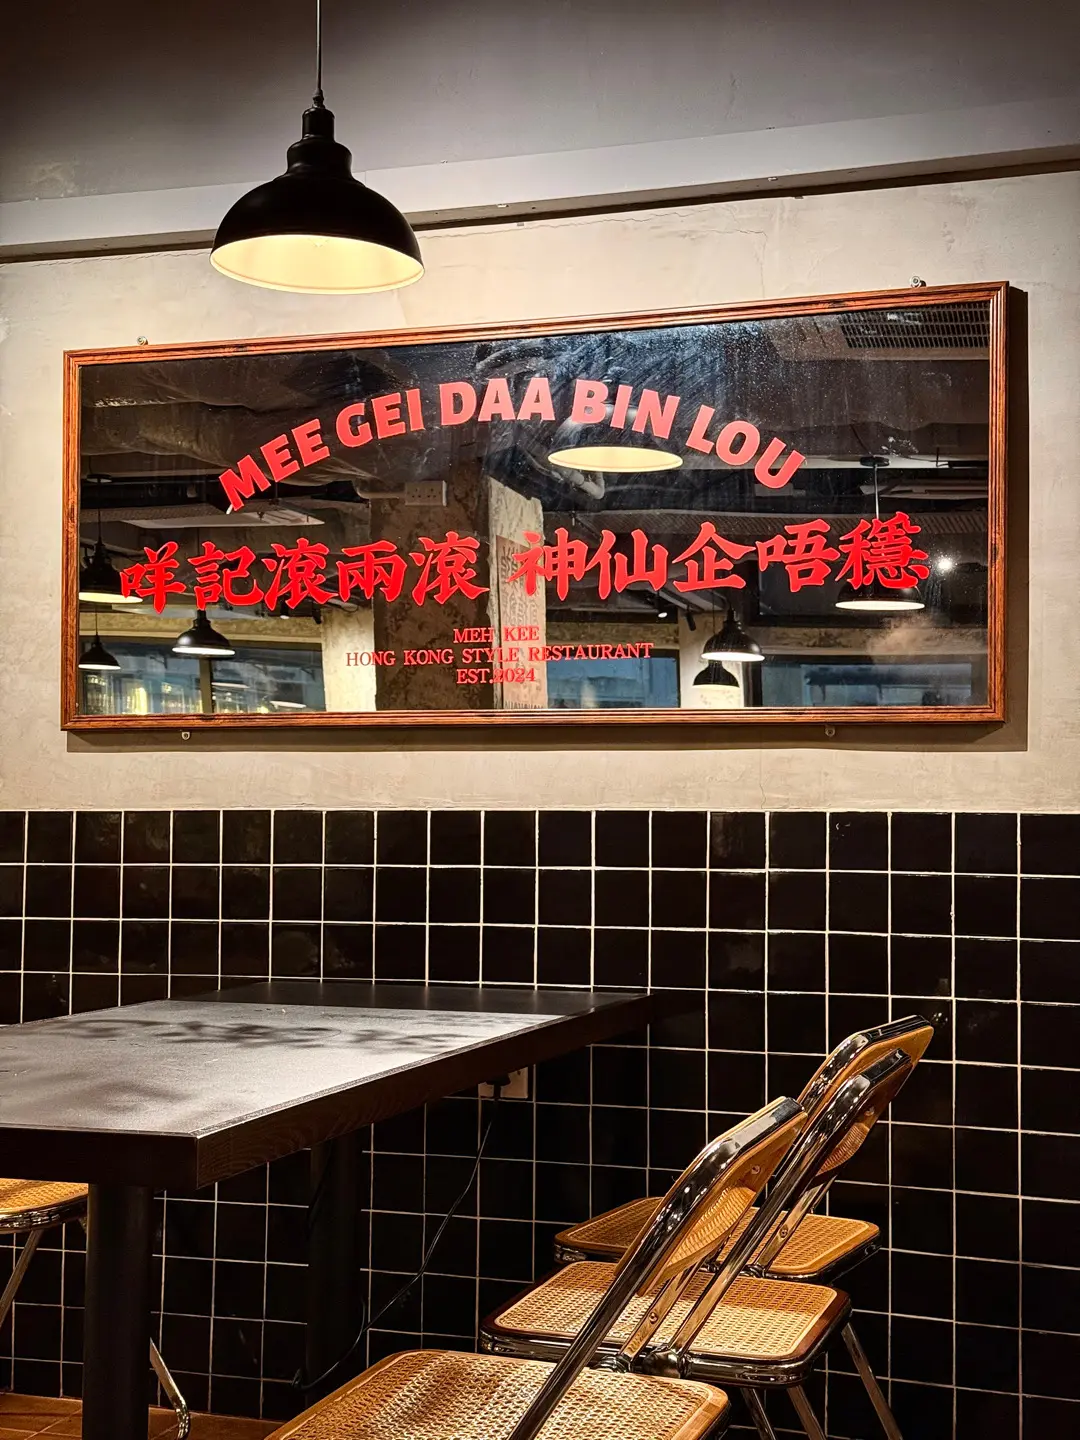 MEE GEI DAA BIN LOU
咩記滾兩滾 神仙企唔穩
MEH KEE
HONG KONG STYLE RESTAURANT
EST.2024